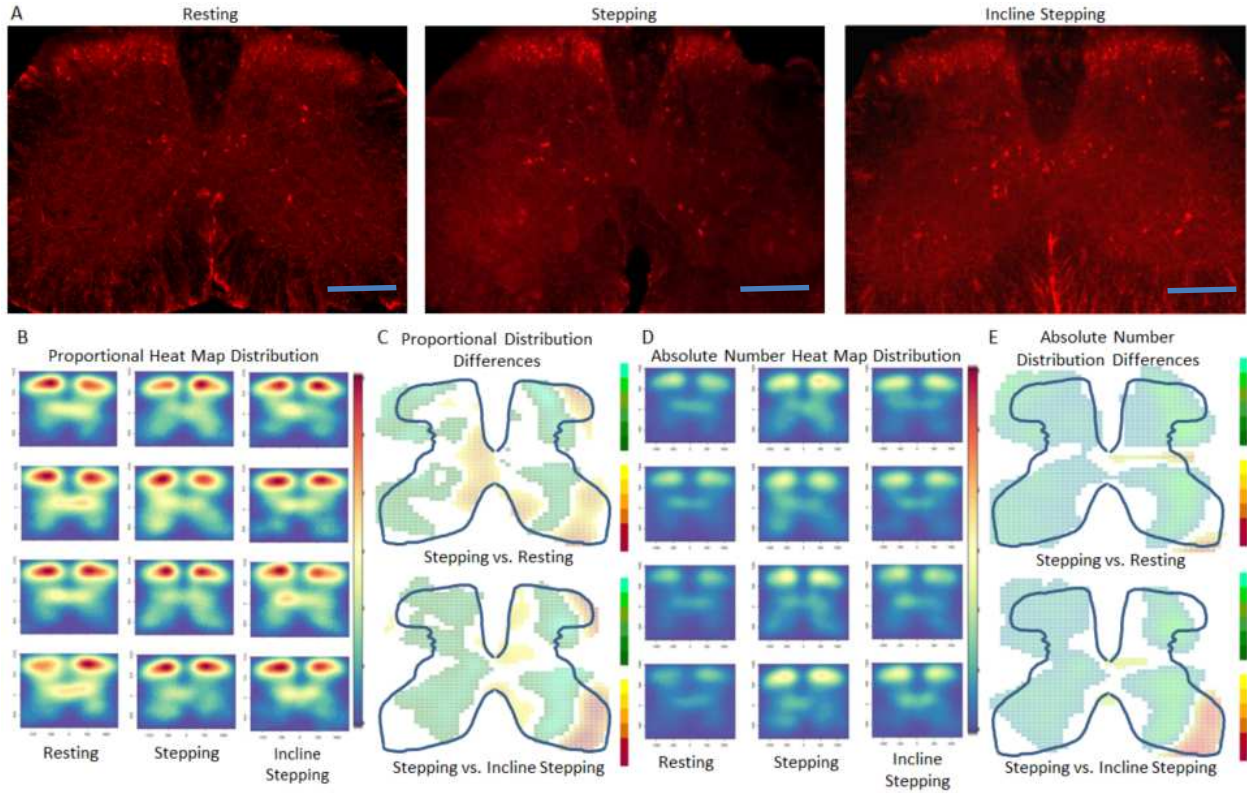 A
Resting
Stepping
Incline Stepping
B
Proportional Heat Map Distribution
C
Proportional Distribution
Differences
D
Absolute Number Heat Map Distribution
E
Absolute Number
Distribution Differences
Stepping vs. Resting
Stepping vs. Resting
Resting
Stepping
Incline
Stepping
Stepping vs. Incline Stepping
Resting
Stepping
Incline
Stepping
Stepping vs. Incline Stepping